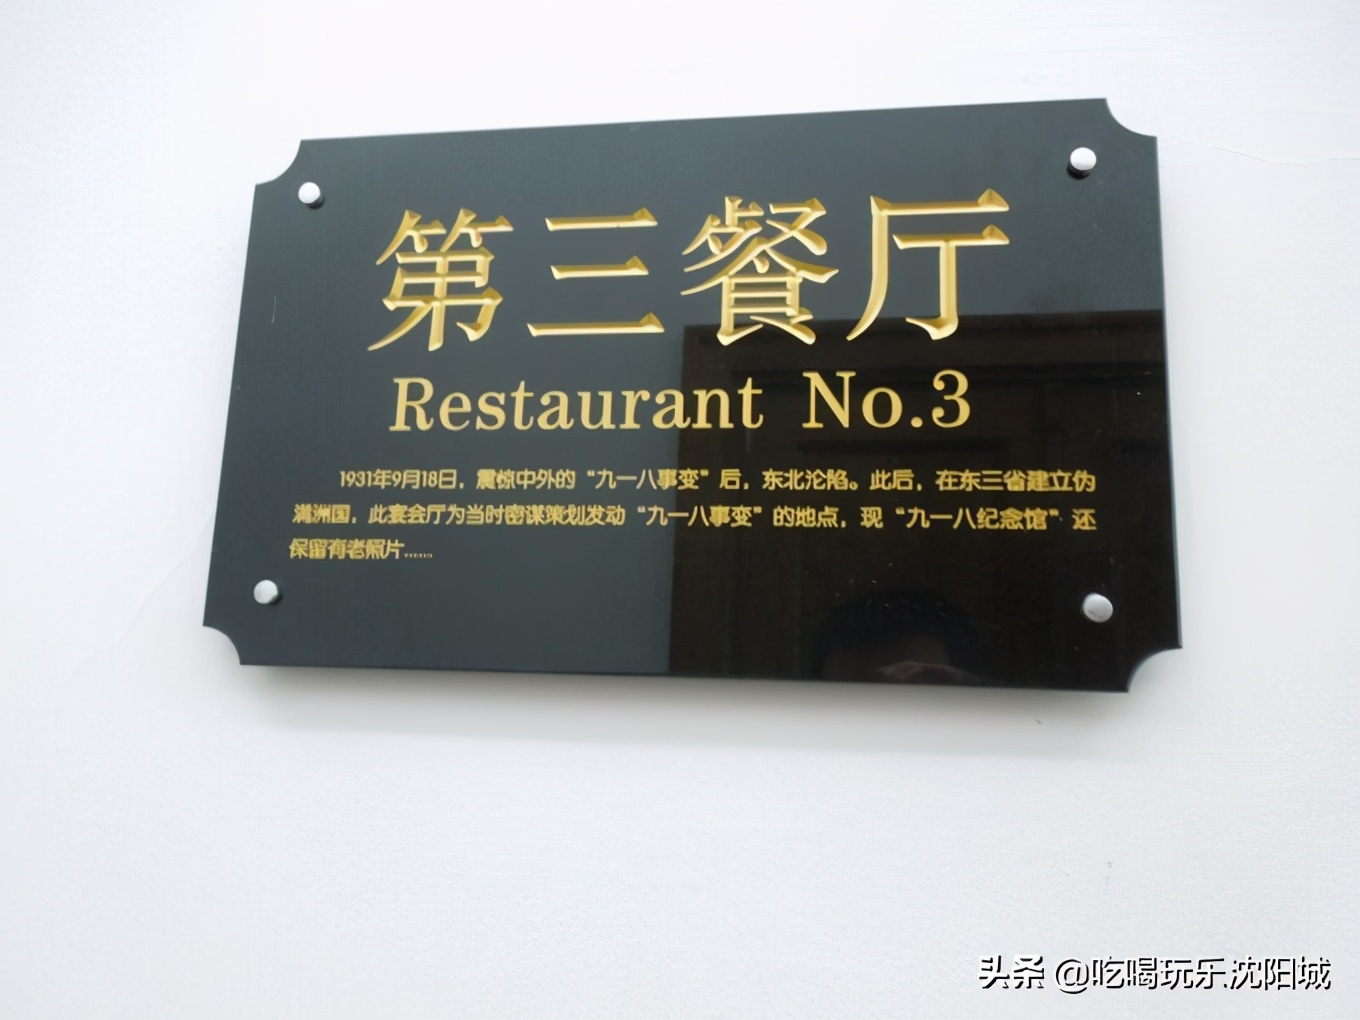 第三餐厅
Restaurant No.3
1931年9月18日，震惊中外的“九一八事变”后，东北沦陷。此后，在东三省建立伪
满洲国，此宴会厅为当时密谋策划发动“九一八事变”的地点，现“九一八纪念馆”还
保留有老照片......
头条 @吃喝玩乐沈阳城